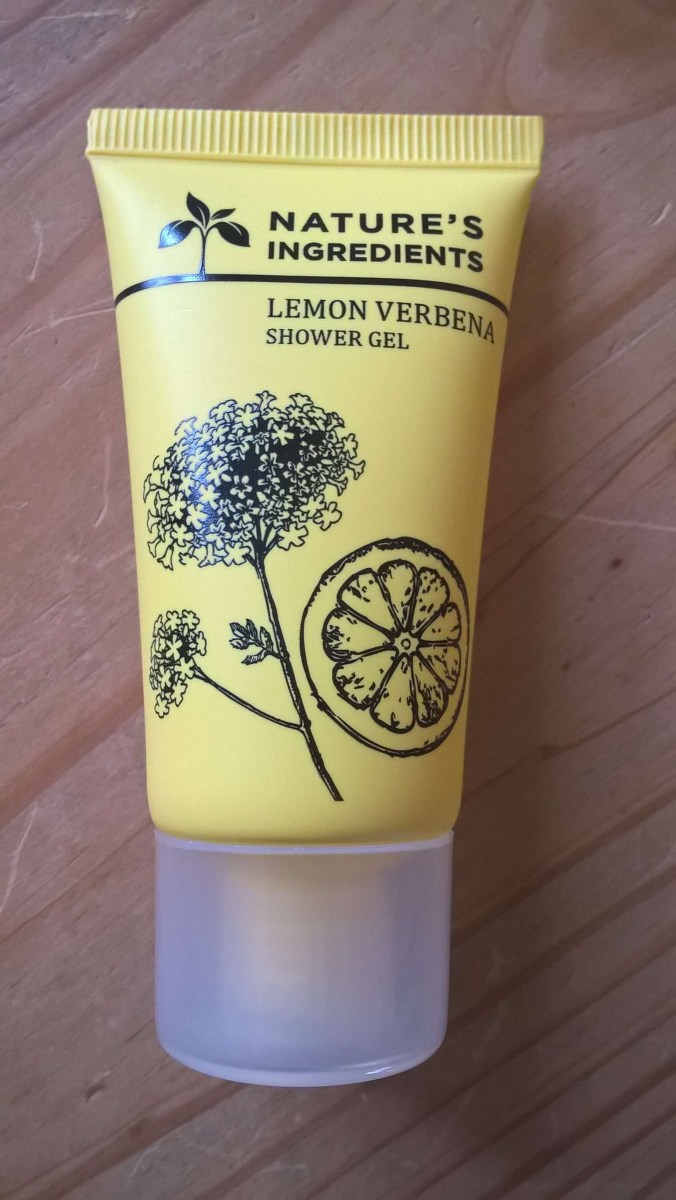 NATURE'S
INGREDIENTS
LEMON VERBENA
SHOWER GEL